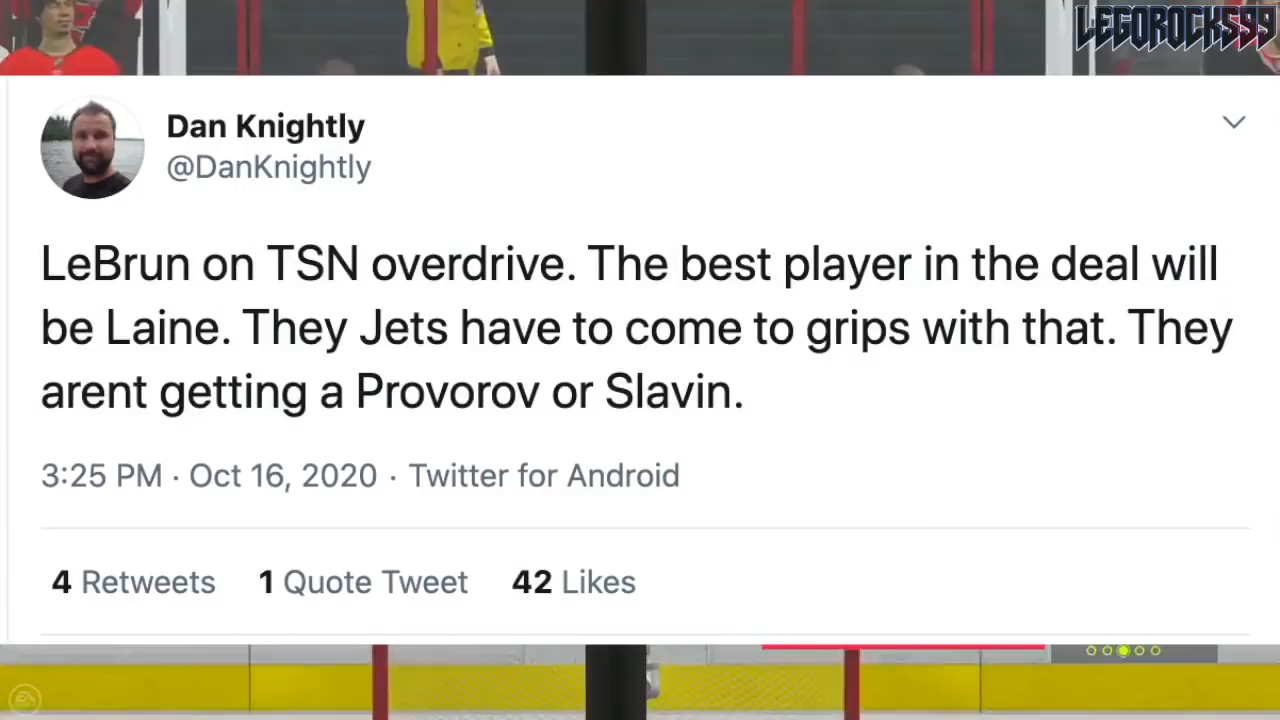 LEGOROCKS99
Dan Knightly
@DanKnightly
LeBrun on TSN overdrive. The best player in the deal will
be Laine. They Jets have to come to grips with that. They
arent getting a Provorov or Slavin.
3:25 PM · Oct 16, 2020 · Twitter for Android
4 Retweets 1 Quote Tweet 42 Likes
EA